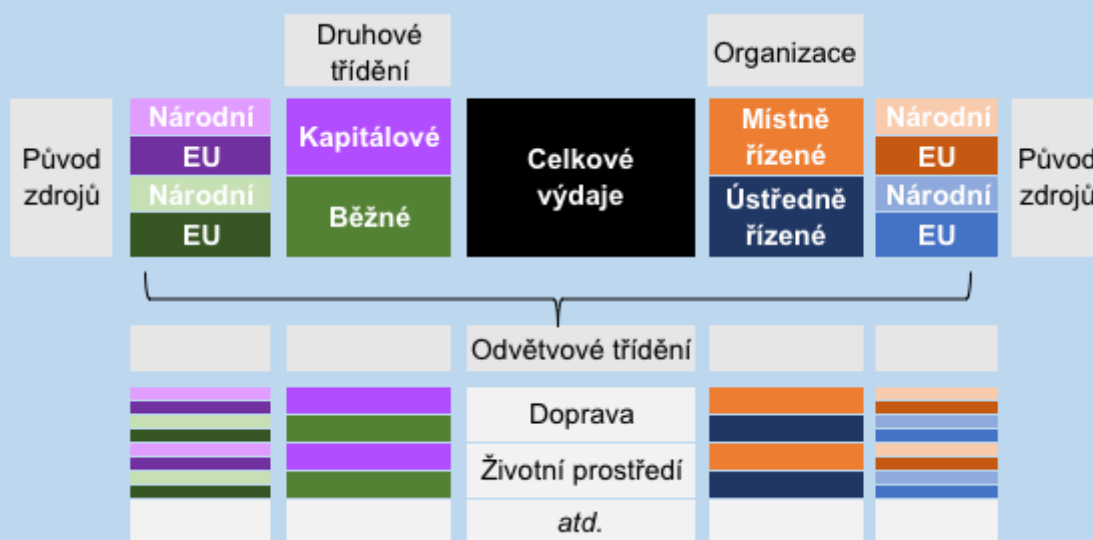 Druhové
třídění
Organizace
Původ
zdrojů
Národní
EU
Národní
EU
Kapitálové
Běžné
Celkové
výdaje
Místně
řízené
Ústředně
řízené
Národní
EU
Národní
EU
Původ
zdrojů
Odvětvové třídění
Doprava
Životní prostředí
atd.